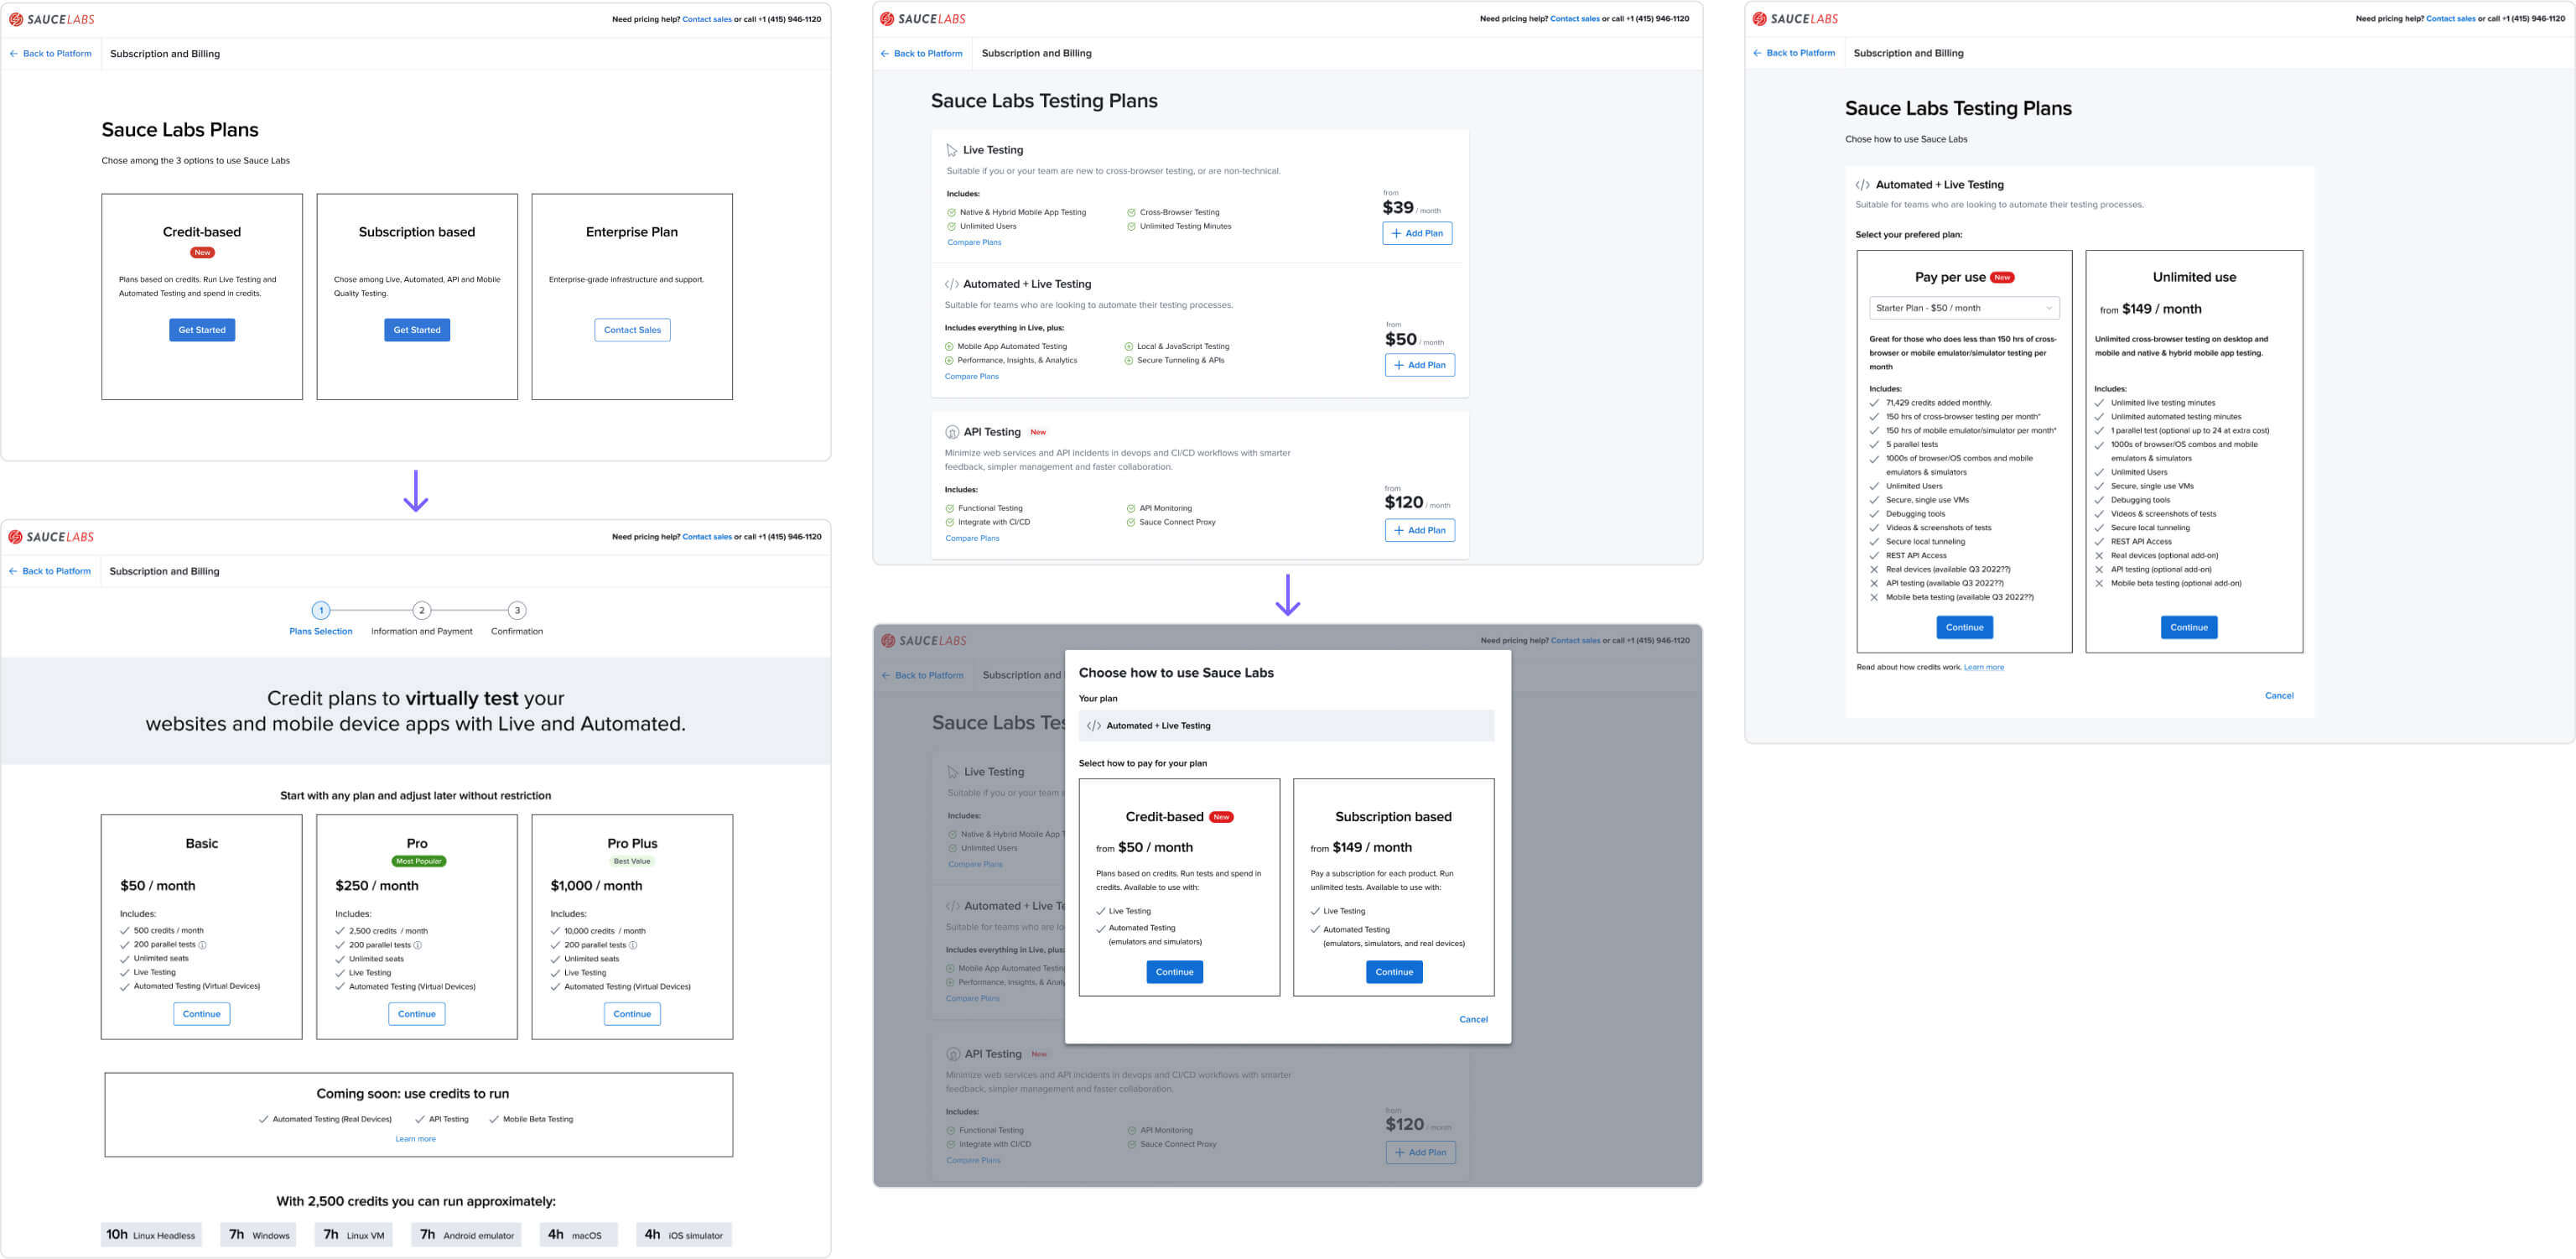 SAUCELABS
Need pricing help? Contact sales or call +1 (415) 946-1120
Back to Platform
Subscription and Billing
Sauce Labs Plans
Chose among the 3 options to use Sauce Labs
Credit-based
New
Plans based on credits. Run Live Testing and
Automated Testing and spend in credits.
Get Started
Subscription based
Chose among Live, Automated, API and Mobile
Quality Testing.
Get Started
Enterprise Plan
Enterprise-grade infrastructure and support.
Contact Sales
SAUCELABS
Need pricing help? Contact sales or call +1 (415) 946-1120
Back to Platform
Subscription and Billing
1
2
3
Plans Selection
Information and Payment
Confirmation
Credit plans to virtually test your
websites and mobile device apps with Live and Automated.
Start with any plan and adjust later without restriction
Basic
$50 / month
Includes:
500 credits / month
200 parallel tests
Unlimited seats
Live Testing
Automated Testing (Virtual Devices)
Continue
Pro
Most Popular
$250 / month
Includes:
2,500 credits / month
200 parallel tests
Unlimited seats
Live Testing
Automated Testing (Virtual Devices)
Continue
Pro Plus
Best Value
$1,000 / month
Includes:
10,000 credits / month
200 parallel tests
Unlimited seats
Live Testing
Automated Testing (Virtual Devices)
Continue
Coming soon: use credits to run
Automated Testing (Real Devices)
API Testing
Mobile Beta Testing
Learn more
With 2,500 credits you can run approximately:
10h Linux Headless
7h Windows
7h Linux VM
7h Android emulator
4h macOS
4h iOS simulator
SAUCELABS
Need pricing help? Contact sales or call +1 (415) 946-1120
Back to Platform
Subscription and Billing
Sauce Labs Testing Plans
Live Testing
Suitable if you or your team are new to cross-browser testing, or are non-technical.
Includes:
Native & Hybrid Mobile App Testing
Cross-Browser Testing
Unlimited Users
Unlimited Testing Minutes
Compare Plans
from
$39 / month
+ Add Plan
Automated + Live Testing
Suitable for teams who are looking to automate their testing processes.
Includes everything in Live, plus:
Mobile App Automated Testing
Local & JavaScript Testing
Performance, Insights, & Analytics
Secure Tunneling & APIs
Compare Plans
from
$50 / month
+ Add Plan
API Testing New
Minimize web services and API incidents in devops and CI/CD workflows with smarter
feedback, simpler management and faster collaboration.
Includes:
Functional Testing
API Monitoring
Integrate with CI/CD
Sauce Connect Proxy
Compare Plans
from
$120 / month
+ Add Plan
SAUCELABS
Need pricing help? Contact sales or call +1 (415) 946-1120
Back to Platform
Subscription and
Sauce Labs Tes
Live Testing
Suitable if you or your team
Includes:
Native & Hybrid Mobile App T
Unlimited Users
Compare Plans
Automated + Live Te
Suitable for teams who are lo
Includes everything in Live, plus:
Mobile App Automated Testin
Performance, Insights, & Analy
Compare Plans
API Testing New
Minimize web services and API incidents in devops and CI/CD workflows with smarter
feedback, simpler management and faster collaboration.
Includes:
Functional Testing
API Monitoring
Integrate with CI/CD
Sauce Connect Proxy
Compare Plans
from
$120 / month
+ Add Plan
Choose how to use Sauce Labs
Your plan
Automated + Live Testing
Select how to pay for your plan
Credit-based New
from $50 / month
Plans based on credits. Run tests and spend in
credits. Available to use with:
Live Testing
Automated Testing
(emulators and simulators)
Continue
Subscription based
from $149 / month
Pay a subscription for each product. Run
unlimited tests. Available to use with:
Live Testing
Automated Testing
(emulators, simulators, and real devices)
Continue
Cancel
SAUCELABS
Need pricing help? Contact sales or call +1 (415) 946-1120
Back to Platform
Subscription and Billing
Sauce Labs Testing Plans
Chose how to use Sauce Labs
Automated + Live Testing
Suitable for teams who are looking to automate their testing processes.
Select your prefered plan:
Pay per use New
Starter Plan - $50 / month
Great for those who does less than 150 hrs of cross-
browser or mobile emulator/simulator testing per
month
Includes:
71,429 credits added monthly.
150 hrs of cross-browser testing per month*
150 hrs of mobile emulator/simulator per month*
5 parallel tests
1000s of browser/OS combos and mobile
emulators & simulators
Unlimited Users
Secure, single use VMs
Debugging tools
Videos & screenshots of tests
Secure local tunneling
REST API Access
Real devices (available Q3 2022??)
API testing (available Q3 2022??)
Mobile beta testing (available Q3 2022??)
Continue
Unlimited use
from $149 / month
Unlimited cross-browser testing on desktop and
mobile and native & hybrid mobile app testing.
Includes:
Unlimited live testing minutes
Unlimited automated testing minutes
1 parallel test (optional up to 24 at extra cost)
1000s of browser/OS combos and mobile
emulators & simulators
Unlimited Users
Secure, single use VMs
Debugging tools
Videos & screenshots of tests
Secure local tunneling
REST API Access
Real devices (optional add-on)
API testing (optional add-on)
Mobile beta testing (optional add-on)
Continue
Read about how credits work. Learn more
Cancel